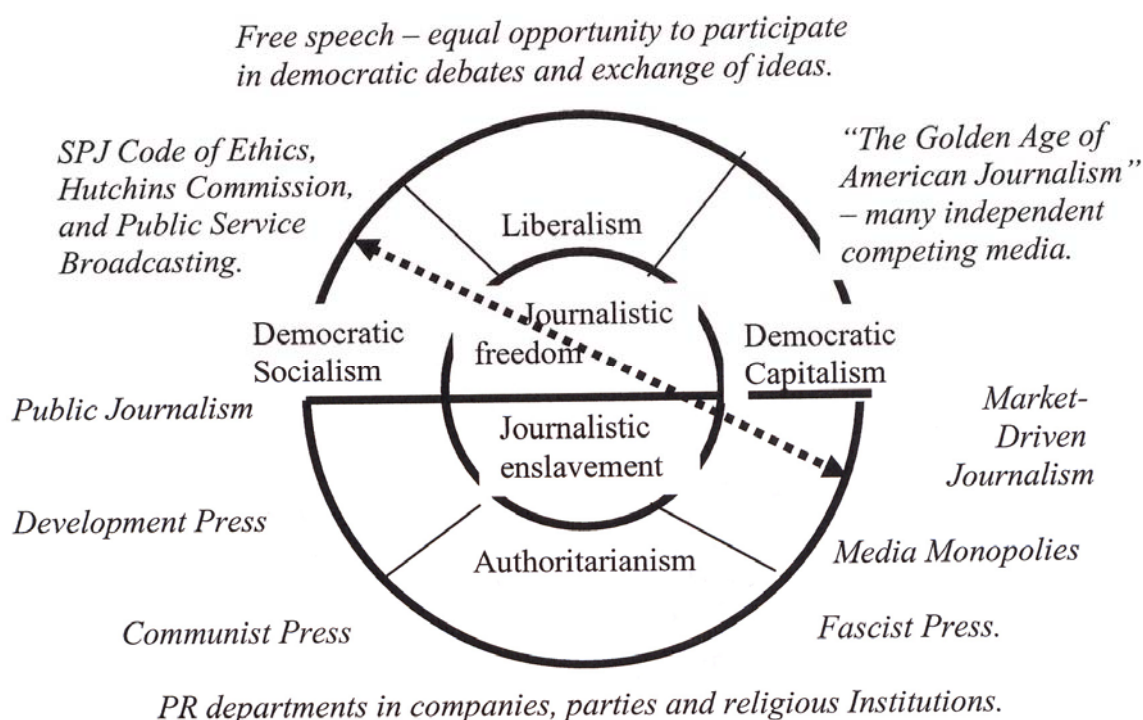 Free speech – equal opportunity to participate
in democratic debates and exchange of ideas.
SPJ Code of Ethics,
Hutchins Commission,
and Public Service
Broadcasting.
“The Golden Age of
American Journalism”
– many independent
competing media.
Liberalism
Journalistic
freedom
Democratic
Socialism
Democratic
Capitalism
Public Journalism
Journalistic
enslavement
Market-
Driven
Journalism
Development Press
Authoritarianism
Media Monopolies
Communist Press
Fascist Press.
PR departments in companies, parties and religious Institutions.